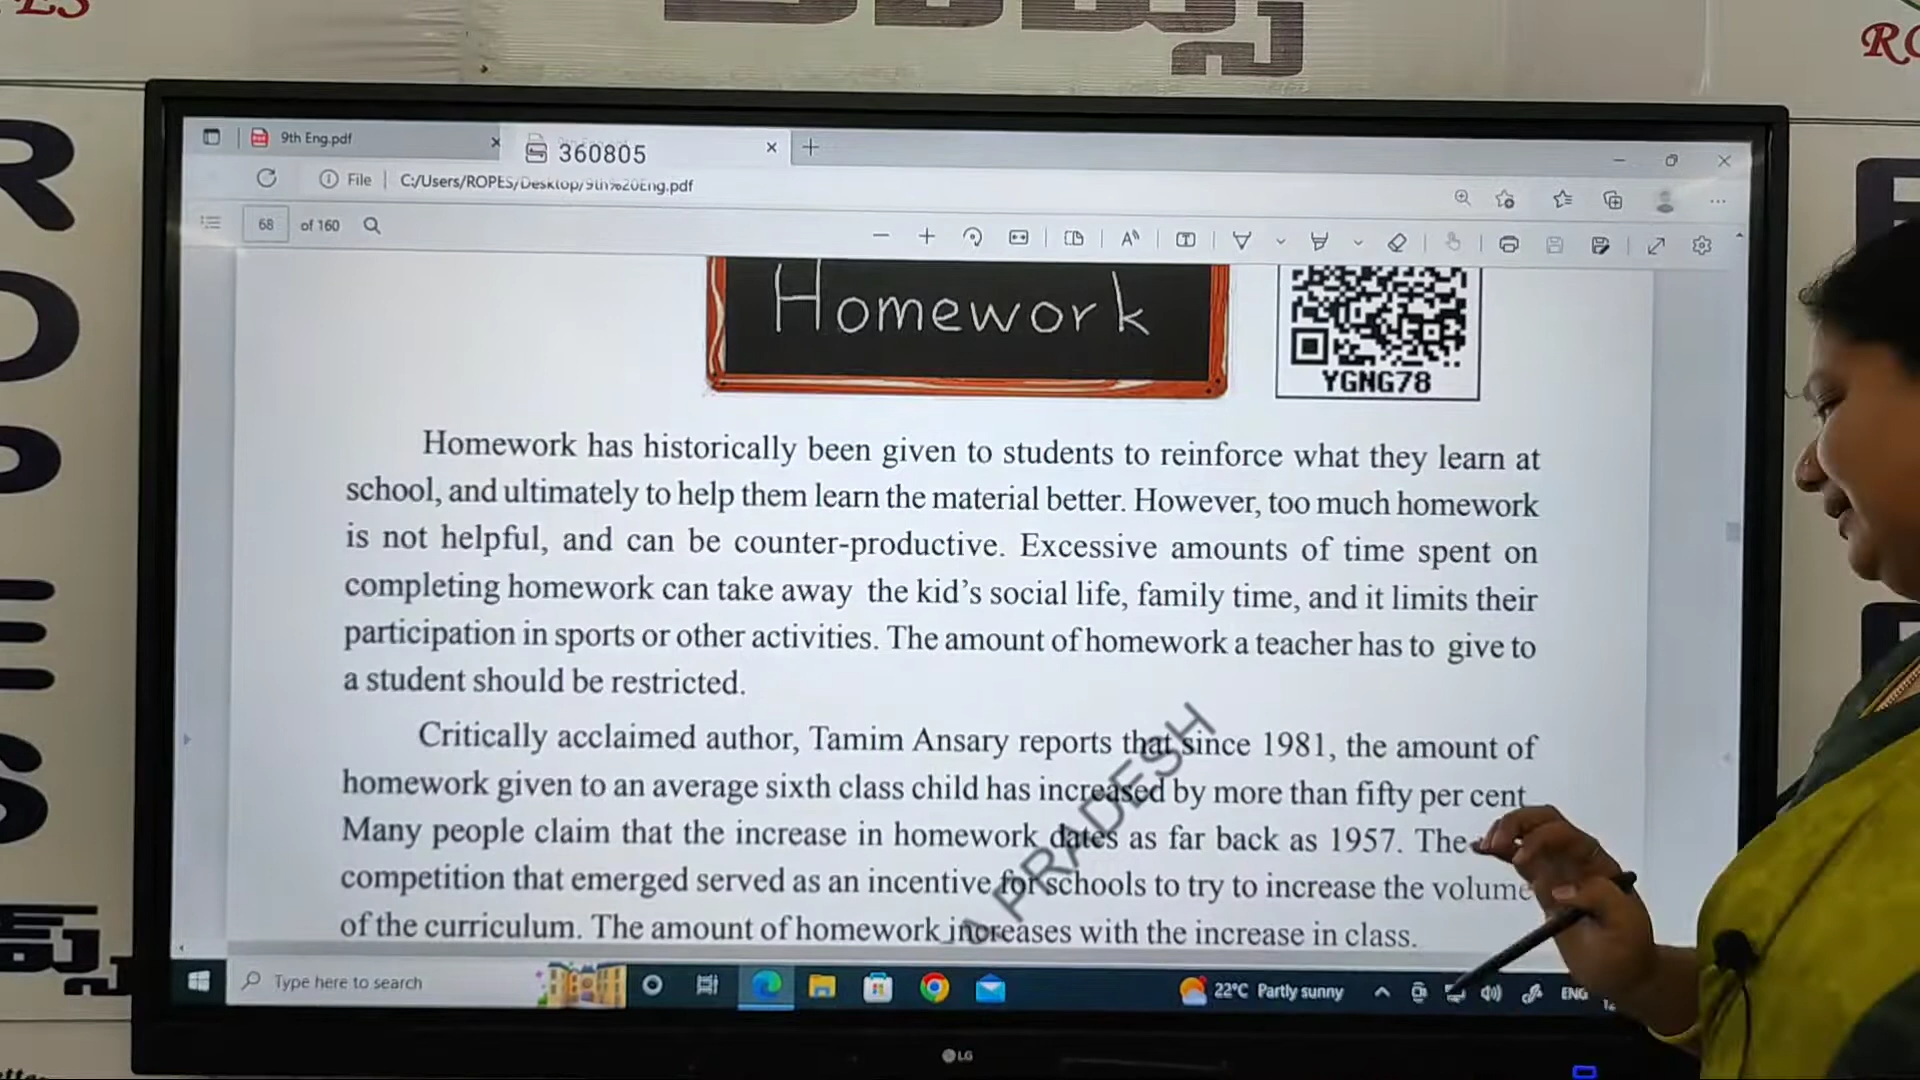 9th Eng.pdf
360805
File
C:/Users/ROPES/Desktop/9th%20Eng.pdf
68 of 160
Homework
YGNG78
Homework has historically been given to students to reinforce what they learn at
school, and ultimately to help them learn the material better. However, too much homework
is not helpful, and can be counter-productive. Excessive amounts of time spent on
completing homework can take away the kid's social life, family time, and it limits their
participation in sports or other activities. The amount of homework a teacher has to give to
a student should be restricted.
Critically acclaimed author, Tamim Ansary reports that since 1981, the amount of
homework given to an average sixth class child has increased by more than fifty per cent
Many people claim that the increase in homework dates as far back as 1957. The
competition that emerged served as an incentive for schools to try to increase the volume
of the curriculum. The amount of homework increases with the increase in class.
PRADESH
Type here to search
22°C Partly sunny
ENG
LG
R
O
P
E
S